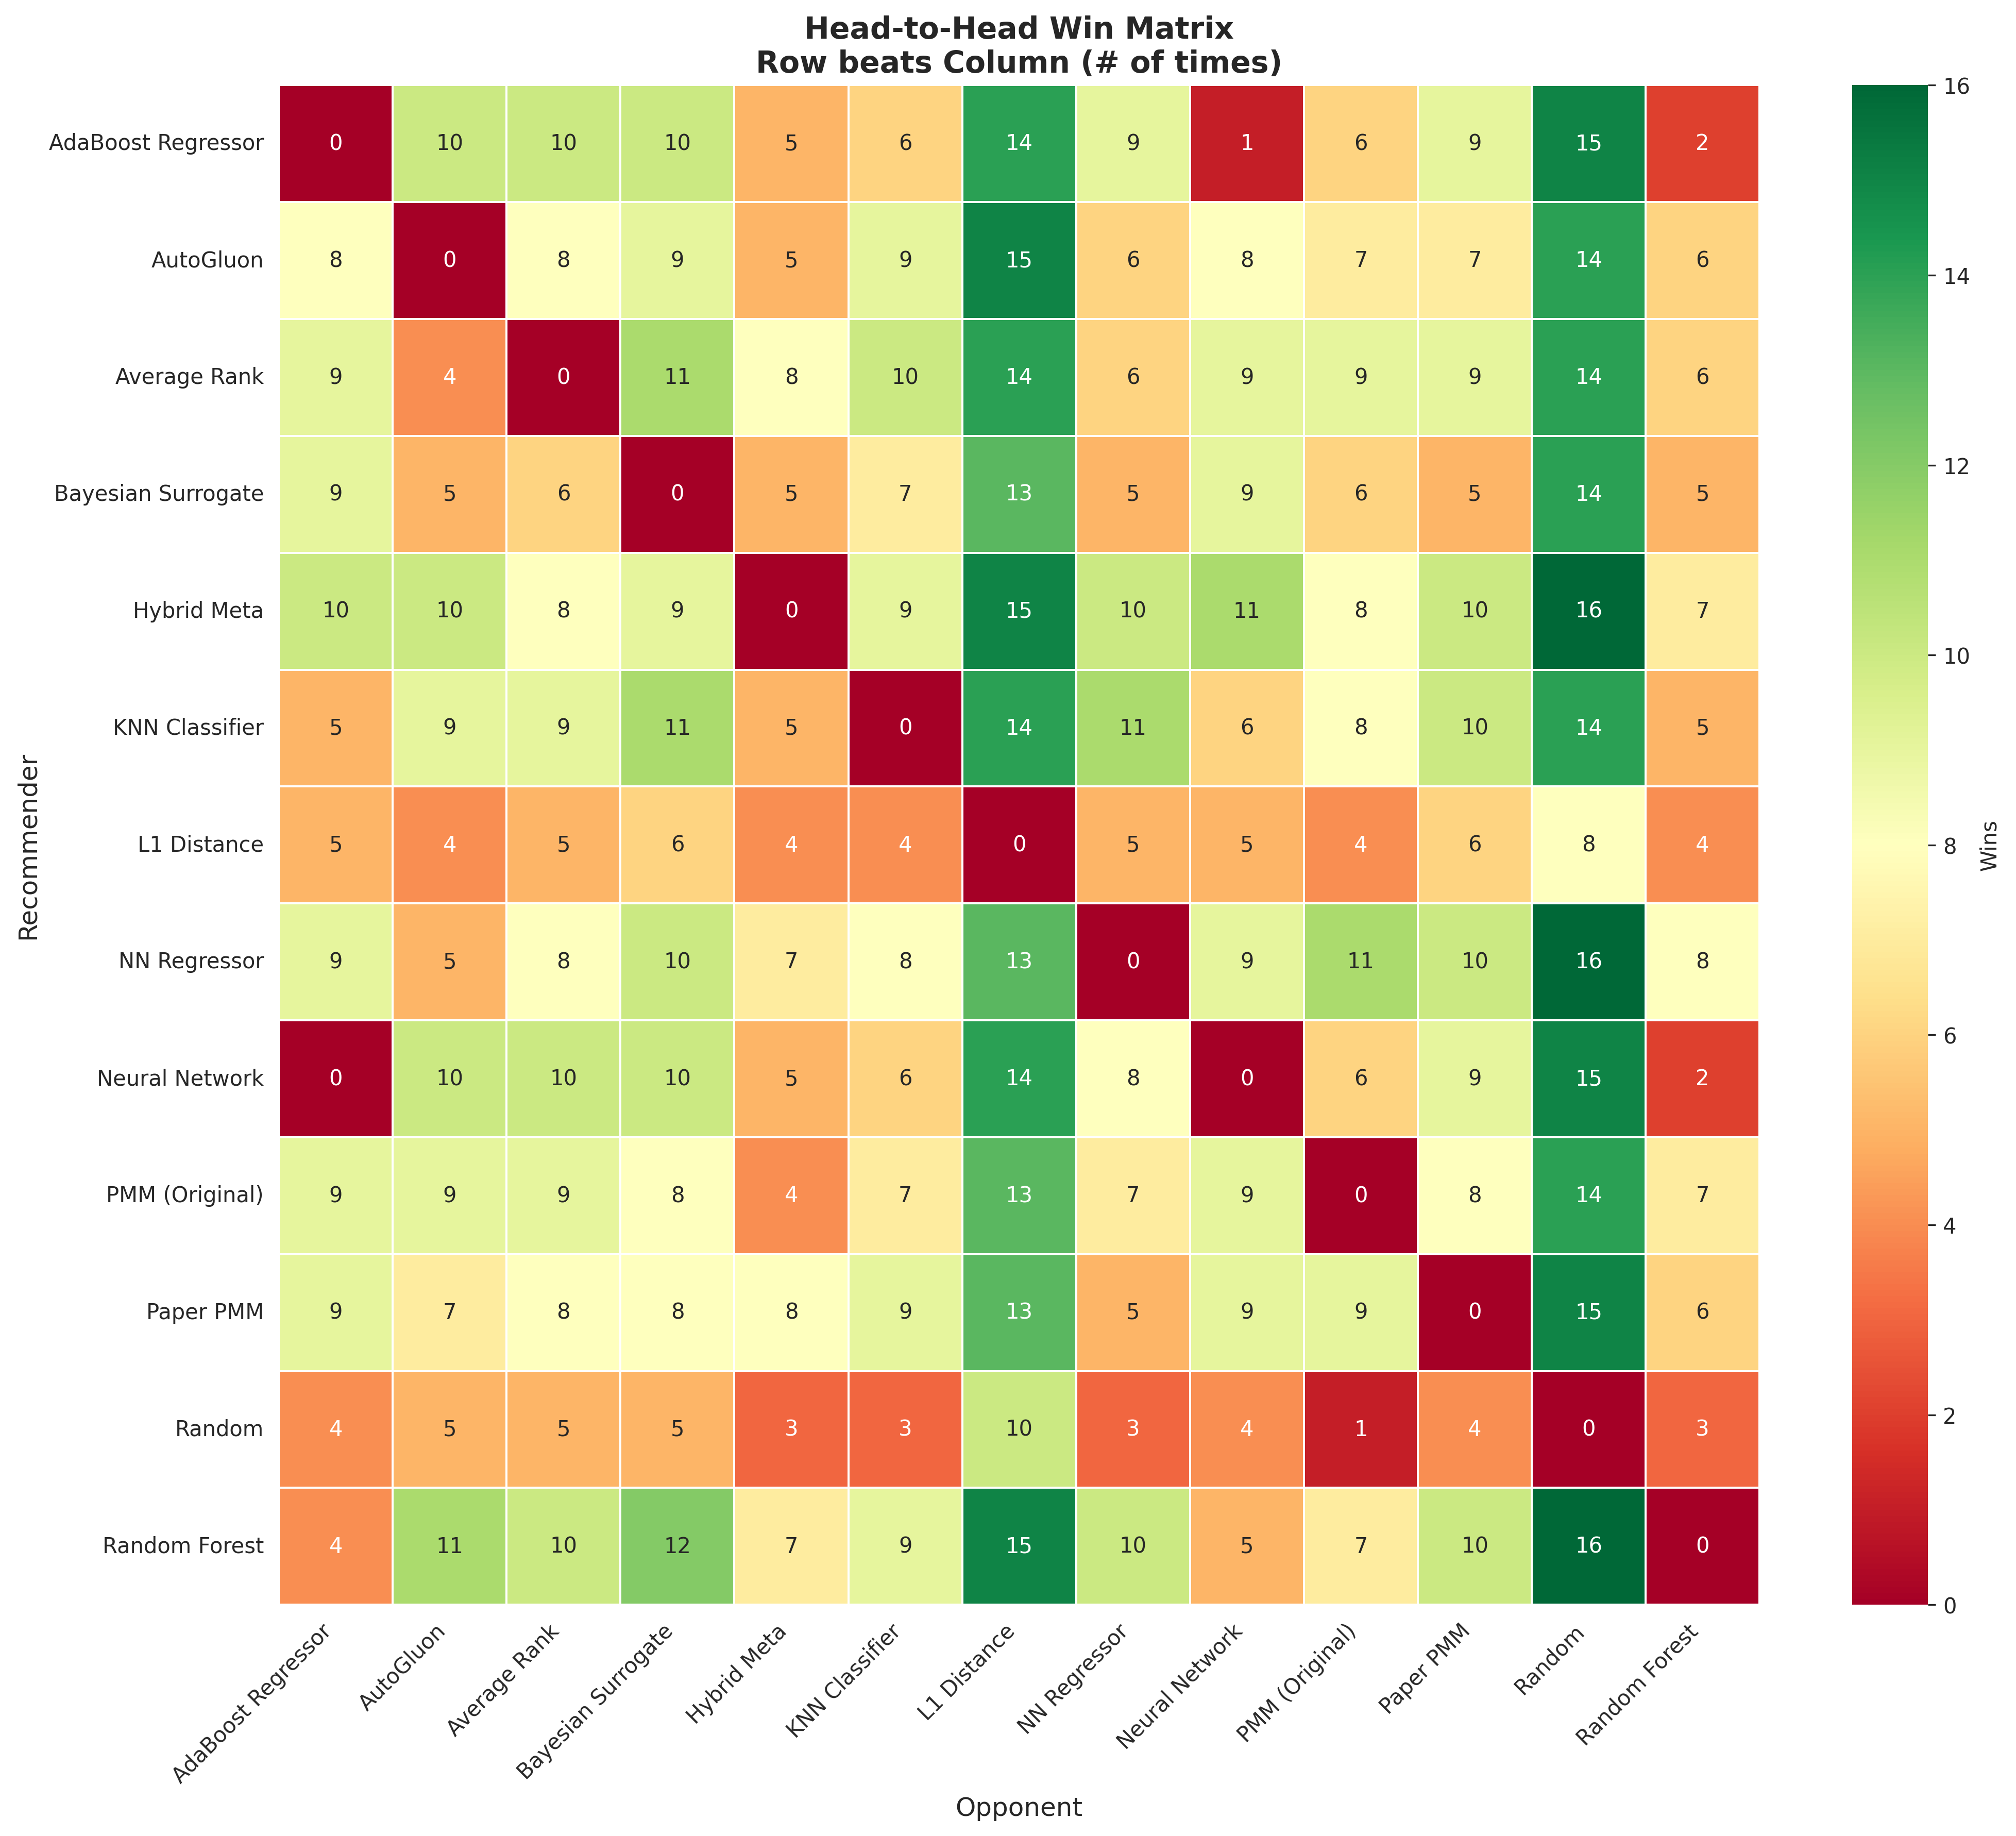 Head-to-Head Win Matrix
Row beats Column (# of times)
AdaBoost Regressor 0 10 10 10 5 6 14 9 1 6 9 15 2
AutoGluon 8 0 8 9 5 9 15 6 8 7 7 14 6
Average Rank 9 4 0 11 8 10 14 6 9 9 9 14 6
Bayesian Surrogate 9 5 6 0 5 7 13 5 9 6 5 14 5
Hybrid Meta 10 10 8 9 0 9 15 10 11 8 10 16 7
KNN Classifier 5 9 9 11 5 0 14 11 6 8 10 14 5
L1 Distance 5 4 5 6 4 4 0 5 5 4 6 8 4
NN Regressor 9 5 8 10 7 8 13 0 9 11 10 16 8
Neural Network 0 10 10 10 5 6 14 8 0 6 9 15 2
PMM (Original) 9 9 9 8 4 7 13 7 9 0 8 14 7
Paper PMM 9 7 8 8 8 9 13 5 9 9 0 15 6
Random 4 5 5 5 3 3 10 3 4 1 4 0 3
Random Forest 4 11 10 12 7 9 15 10 5 7 10 16 0
AdaBoost Regressor
AutoGluon
Average Rank
Bayesian Surrogate
Hybrid Meta
KNN Classifier
L1 Distance
NN Regressor
Neural Network
PMM (Original)
Paper PMM
Random
Random Forest
Opponent
Recommender
16
14
12
10
8
6
4
2
0
Wins